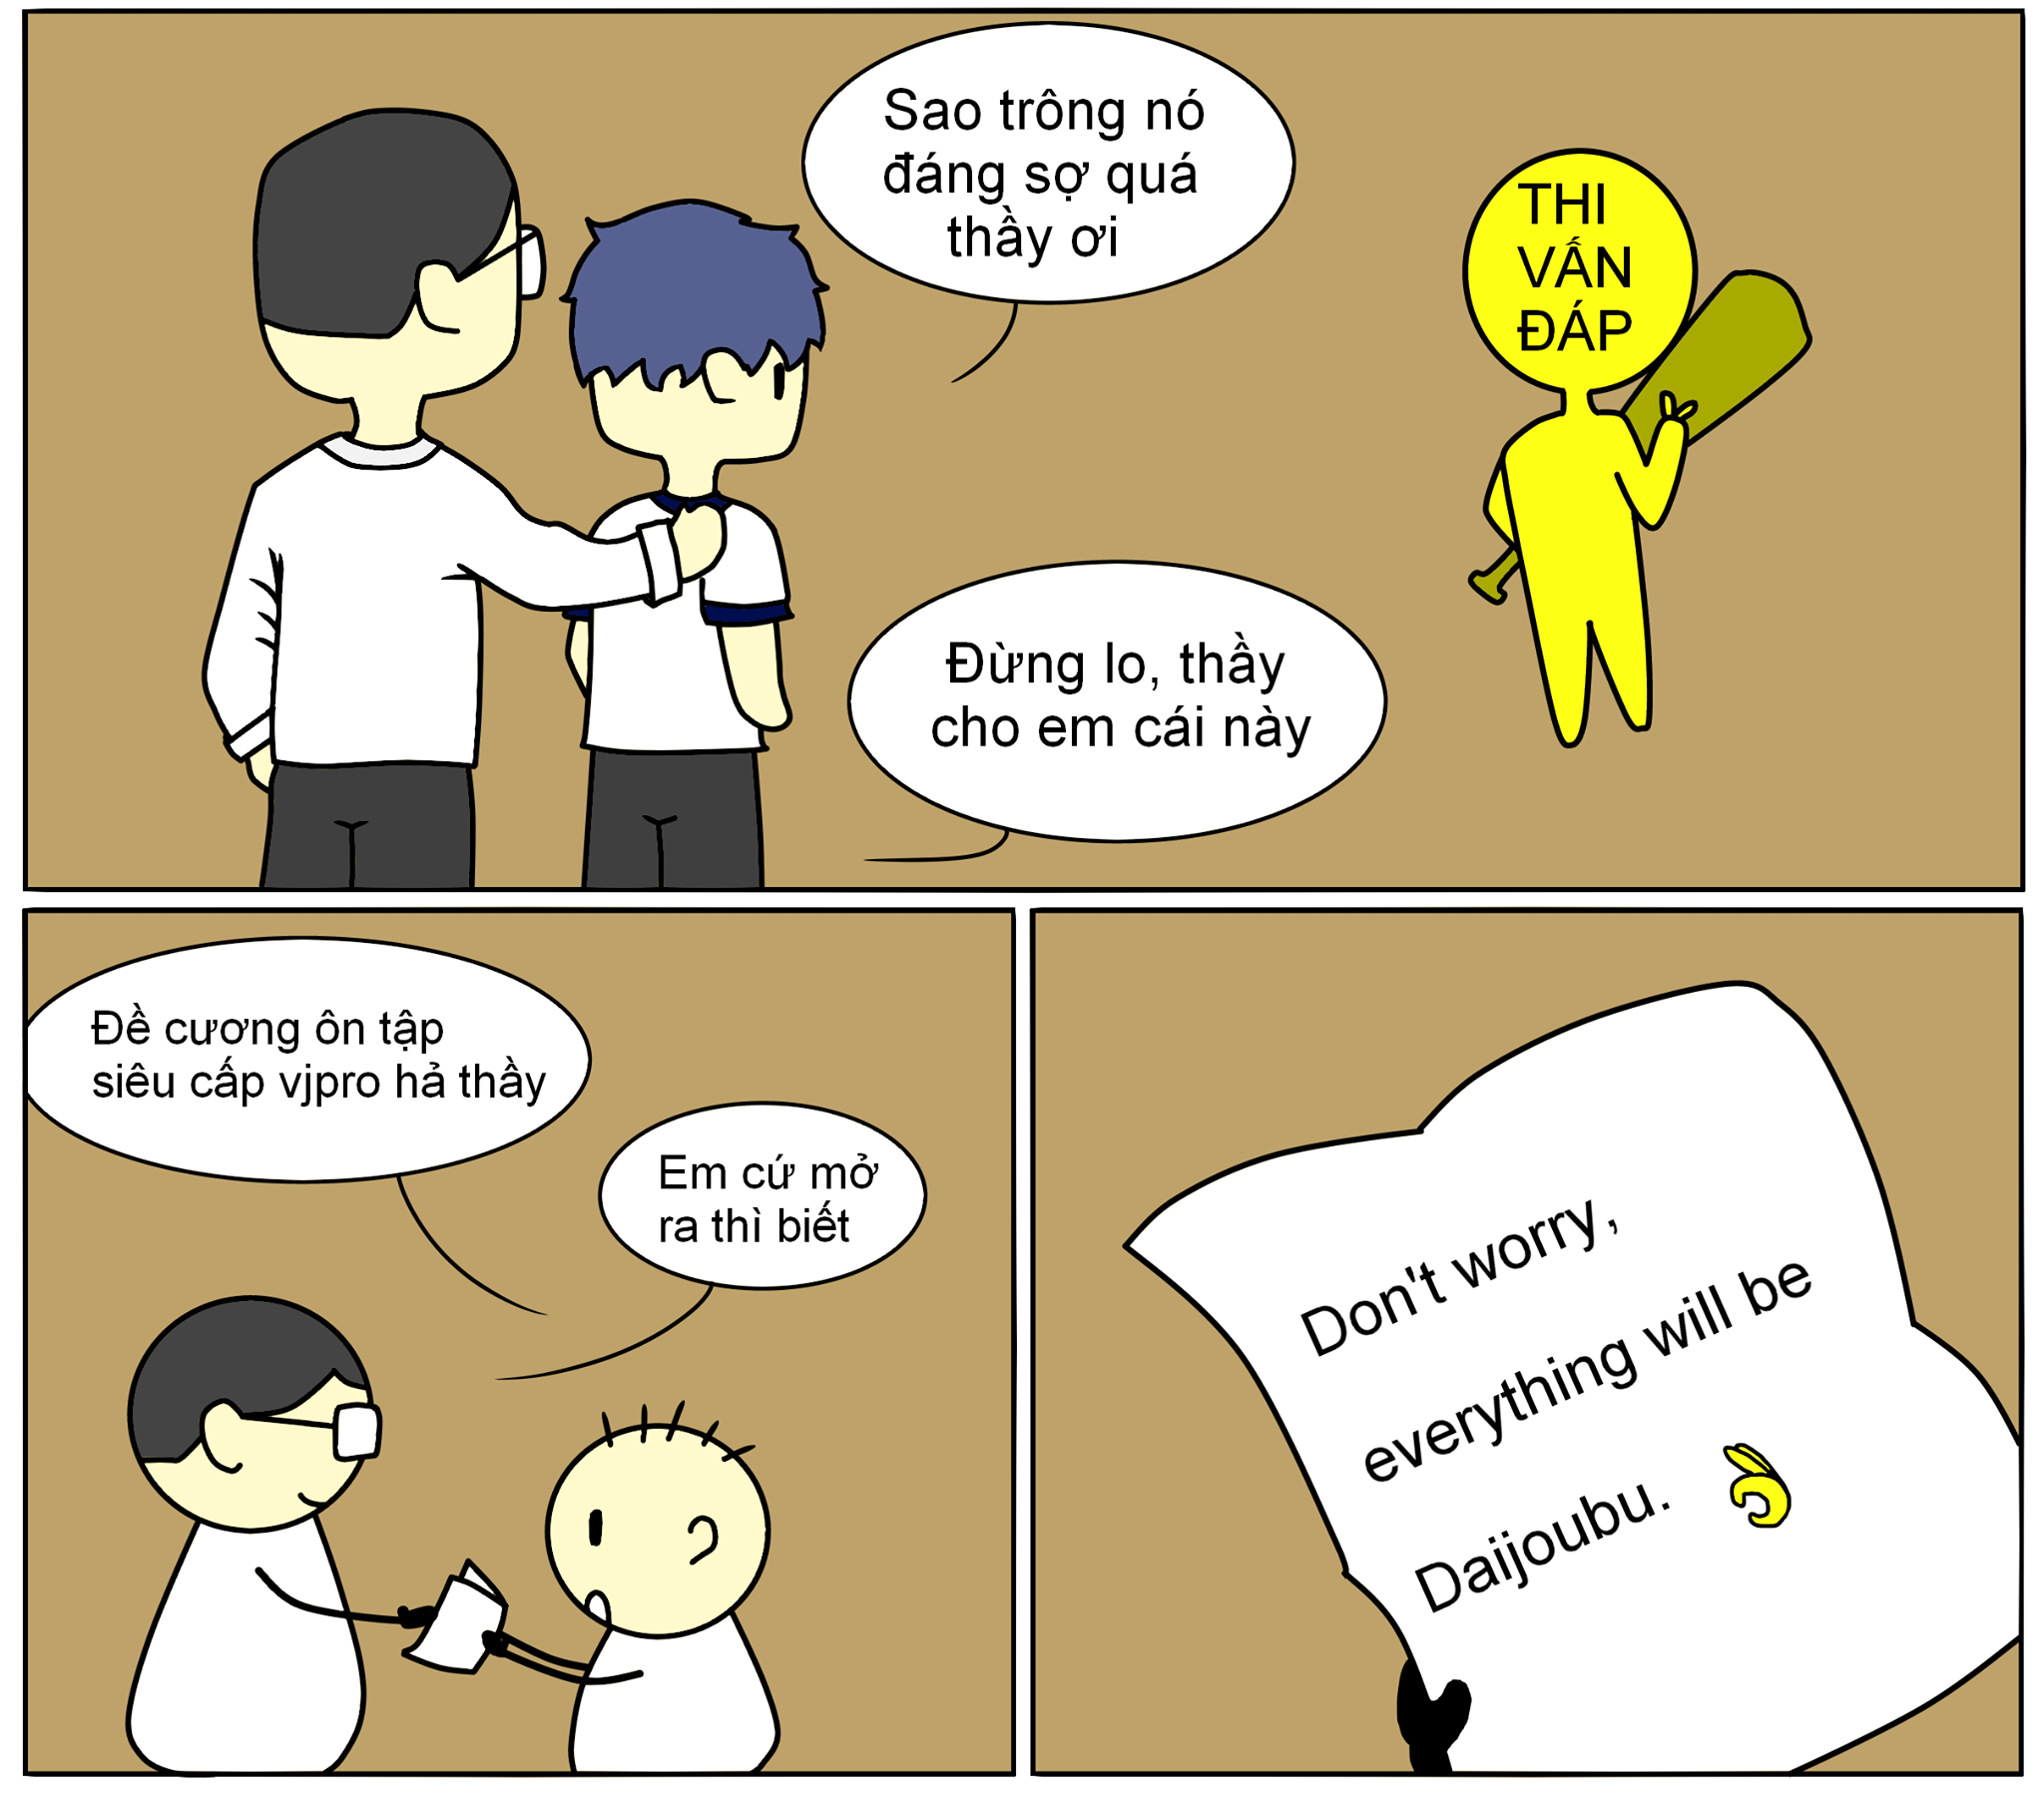 Sao trông nó
đáng sợ quá
thầy ơi
THI
VẤN
ĐÁP
Đừng lo, thầy
cho em cái này
Đề cương ôn tập
siêu cấp vjpro hả thầy
Em cứ mở
ra thì biết
Don't worry,
everything will be
Daijoubu.